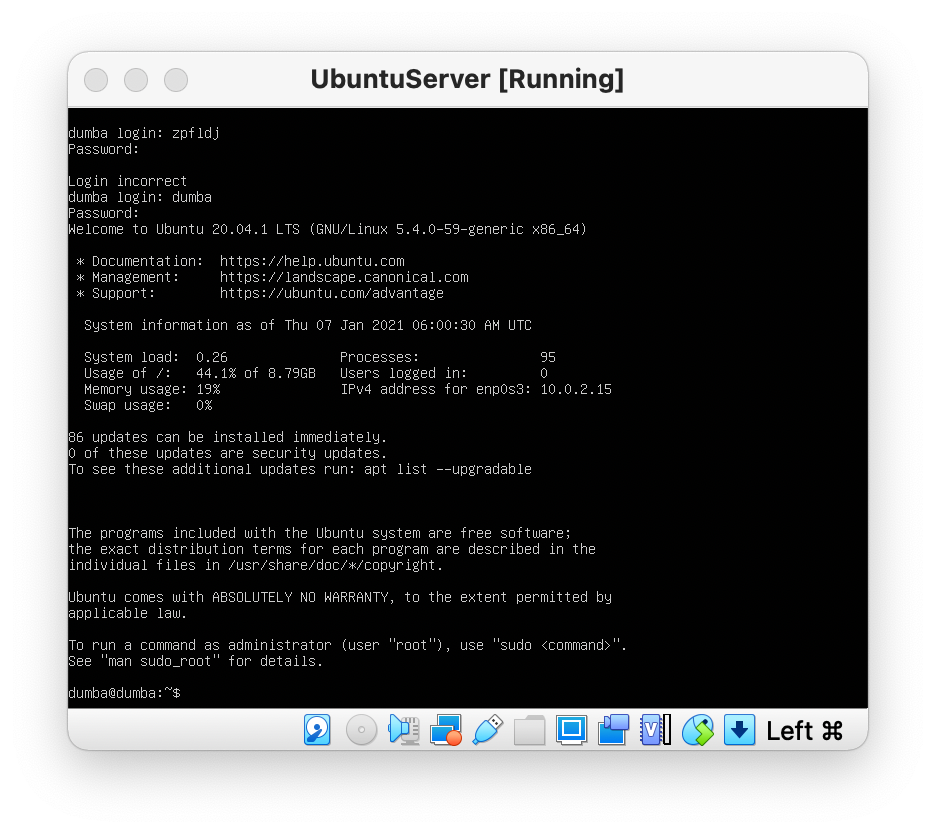 UbuntuServer [Running]
dumba login: zpfldj
Password:
Login incorrect
dumba login: dumba
Password:
Welcome to Ubuntu 20.04.1 LTS (GNU/Linux 5.4.0-59-generic x86_64)
* Documentation:  https://help.ubuntu.com
* Management:     https://landscape.canonical.com
* Support:        https://ubuntu.com/advantage
System information as of Thu 07 Jan 2021 06:00:30 AM UTC
System load:  0.26               Processes:               95
Usage of /:   44.1% of 8.79GB   Users logged in:         0
Memory usage: 19%               IPv4 address for enp0s3: 10.0.2.15
Swap usage:   0%
86 updates can be installed immediately.
0 of these updates are security updates.
To see these additional updates run: apt list --upgradable
The programs included with the Ubuntu system are free software;
the exact distribution terms for each program are described in the
individual files in /usr/share/doc/*/copyright.
Ubuntu comes with ABSOLUTELY NO WARRANTY, to the extent permitted by
applicable law.
To run a command as administrator (user "root"), use "sudo <command>".
See "man sudo_root" for details.
dumba@dumba:~$
V
Left ⌘